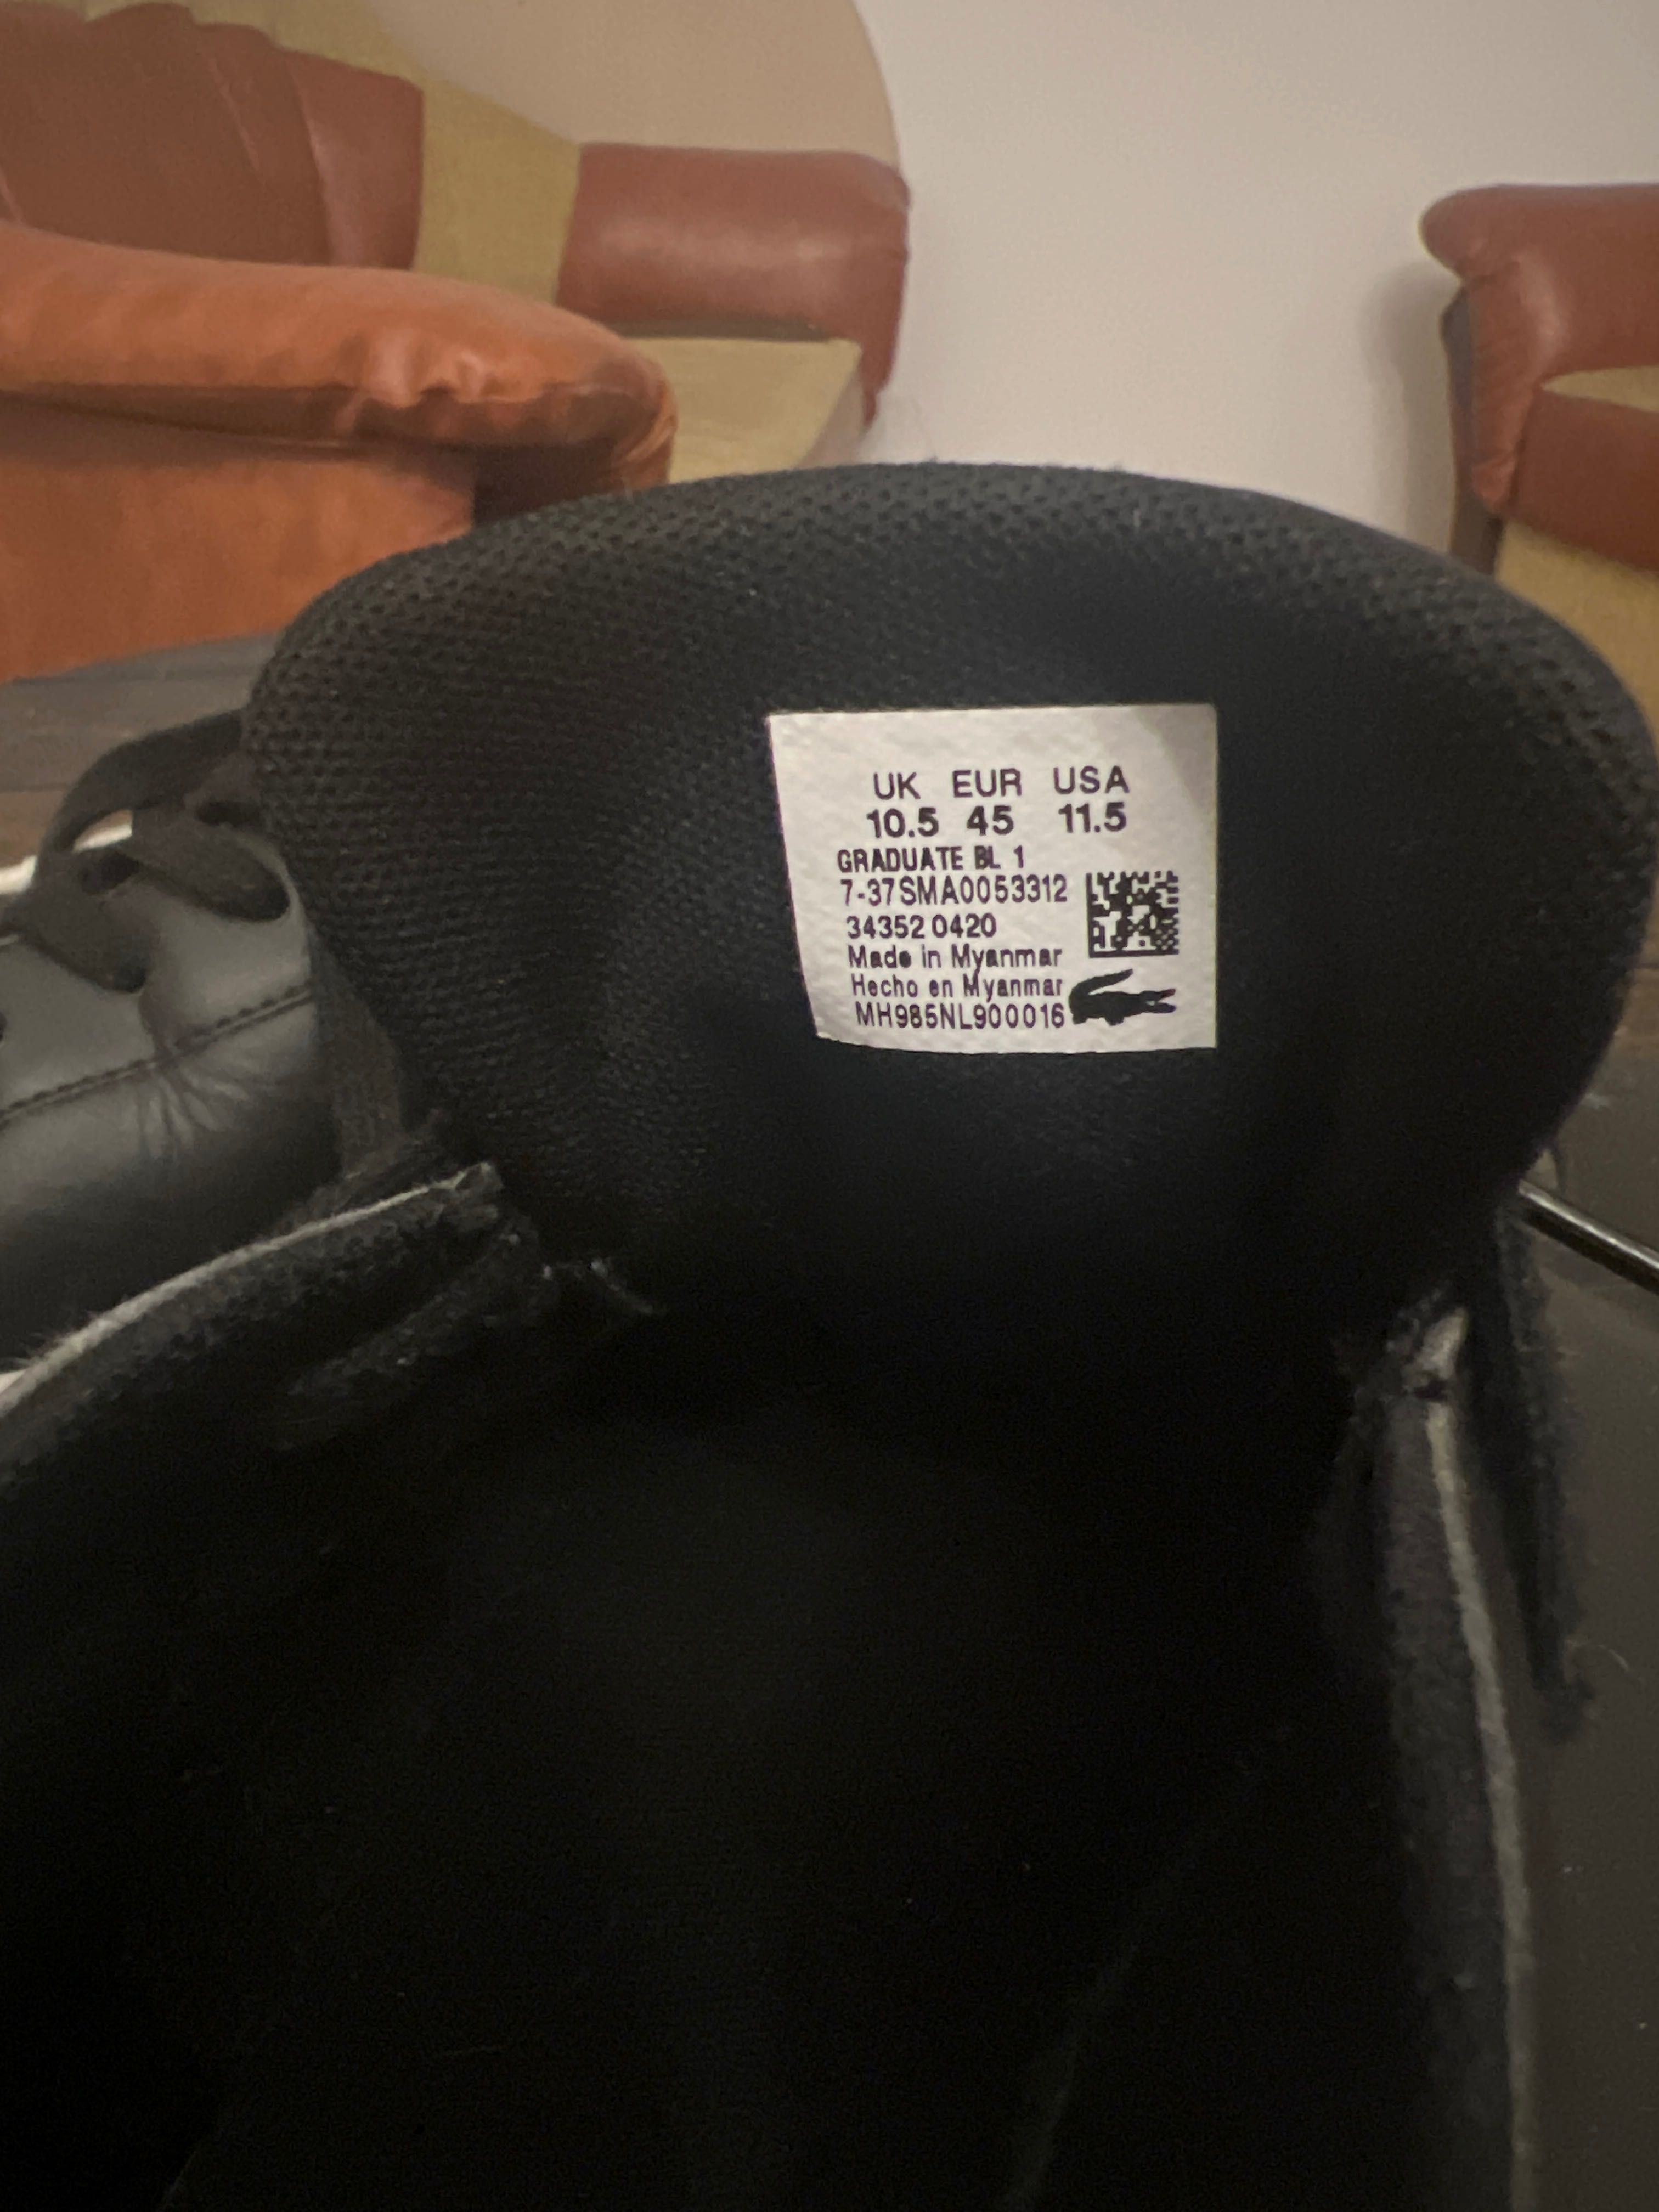 UK EUR USA
10.5 45 11.5
GRADUATE BL 1
7-37SMA0053312
34352 0420
Made in Myanmar
Hecho en Myanmar
MH985NL900016